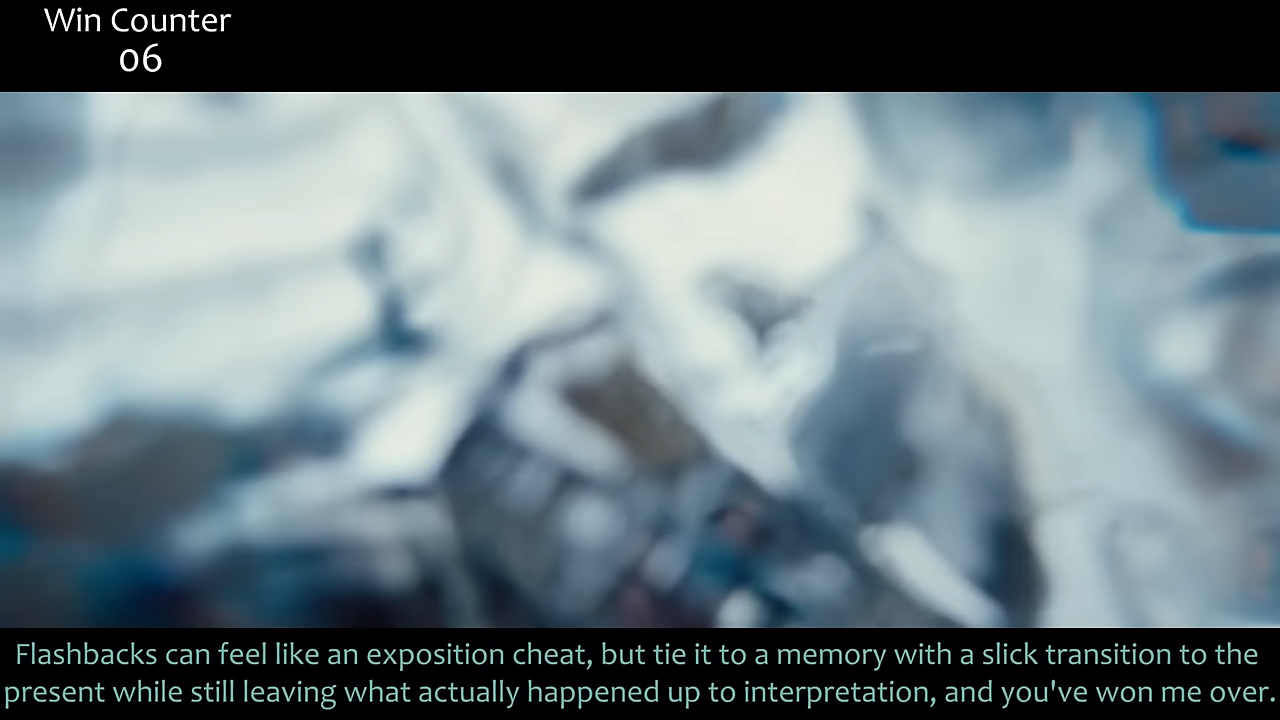 Win Counter
06
Flashbacks can feel like an exposition cheat, but tie it to a memory with a slick transition to the
present while still leaving what actually happened up to interpretation, and you've won me over.